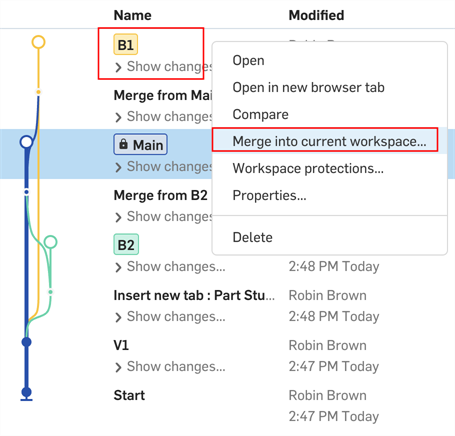 Name Modified
B1 Robin Brown
Show changes...
Open
Open in new browser tab
Merge from Mai
Show changes...
Compare
Merge into current workspace...
Main
Show changes...
Workspace protections...
Merge from B2
Properties...
Show changes...
B2
Delete
Show changes... 2:48 PM Today
Insert new tab : Part Stu... Robin Brown
Show changes... 2:48 PM Today
V1 Robin Brown
Show changes... 2:47 PM Today
Start Robin Brown
2:47 PM Today